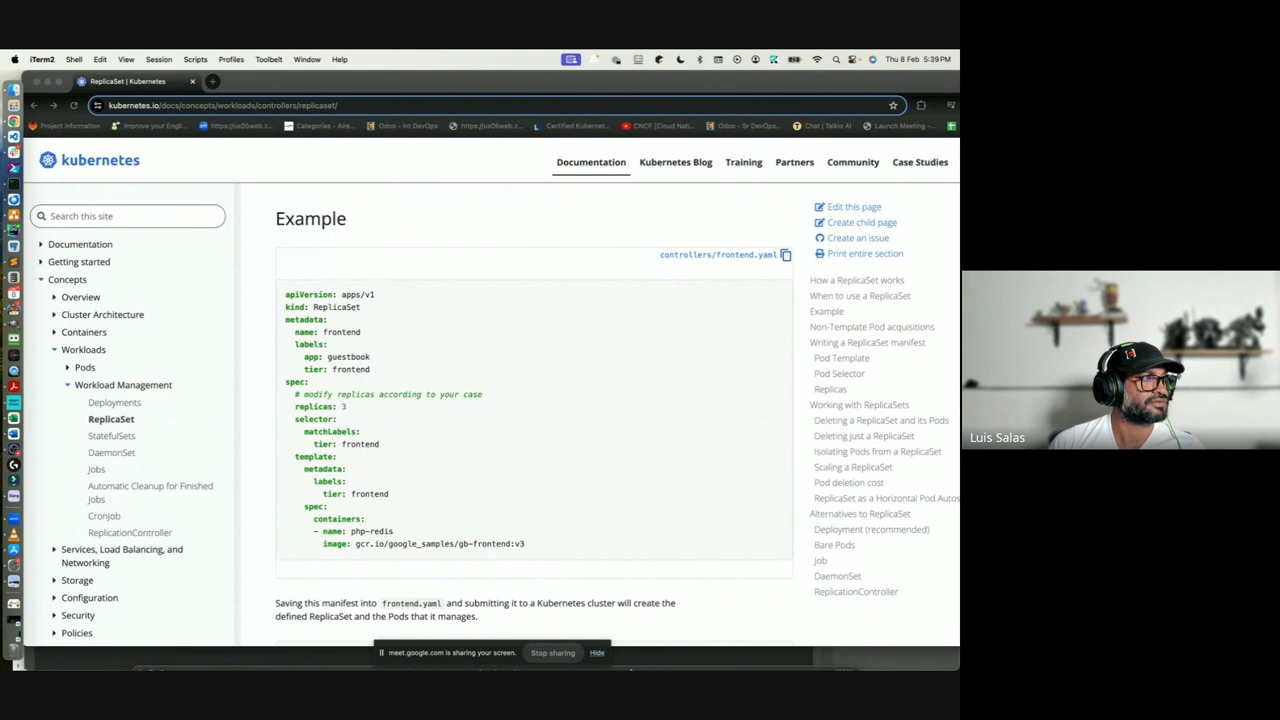 iTerm2 Shell Edit View Session Scripts Profiles Toolbelt Window Help Thu 8 Feb 5:39 PM
ReplicaSet | Kubernetes
kubernetes.io/docs/concepts/workloads/controllers/replicaset/
Project information Improve your Engl... https://us05web.z... Categorías - Aire... Odoo - Int DevOps https://us06web.z... Certified Kubernet... CNCF [Cloud Nati... Odoo - Sr DevOps... Chat | Talkis AI Launch Meeting -...
kubernetes
Documentation Kubernetes Blog Training Partners Community Case Studies
Search this site
Documentation
Getting started
Concepts
Overview
Cluster Architecture
Containers
Workloads
Pods
Workload Management
Deployments
ReplicaSet
StatefulSets
DaemonSet
Jobs
Automatic Cleanup for Finished
Jobs
CronJob
ReplicationController
Services, Load Balancing, and
Networking
Storage
Configuration
Security
Policies
Example
controllers/frontend.yaml
apiVersion: apps/v1
kind: ReplicaSet
metadata:
name: frontend
labels:
app: guestbook
tier: frontend
spec:
# modify replicas according to your case
replicas: 3
selector:
matchLabels:
tier: frontend
template:
metadata:
labels:
tier: frontend
spec:
containers:
- name: php-redis
image: gcr.io/google_samples/gb-frontend:v3
Saving this manifest into frontend.yaml and submitting it to a Kubernetes cluster will create the
defined ReplicaSet and the Pods that it manages.
Edit this page
Create child page
Create an issue
Print entire section
How a ReplicaSet works
When to use a ReplicaSet
Example
Non-Template Pod acquisitions
Writing a ReplicaSet manifest
Pod Template
Pod Selector
Replicas
Working with ReplicaSets
Deleting a ReplicaSet and its Pods
Deleting just a ReplicaSet
Isolating Pods from a ReplicaSet
Scaling a ReplicaSet
Pod deletion cost
ReplicaSet as a Horizontal Pod Autos
Alternatives to ReplicaSet
Deployment (recommended)
Bare Pods
Job
DaemonSet
ReplicationController
meet.google.com is sharing your screen. Stop sharing Hide
Luis Salas